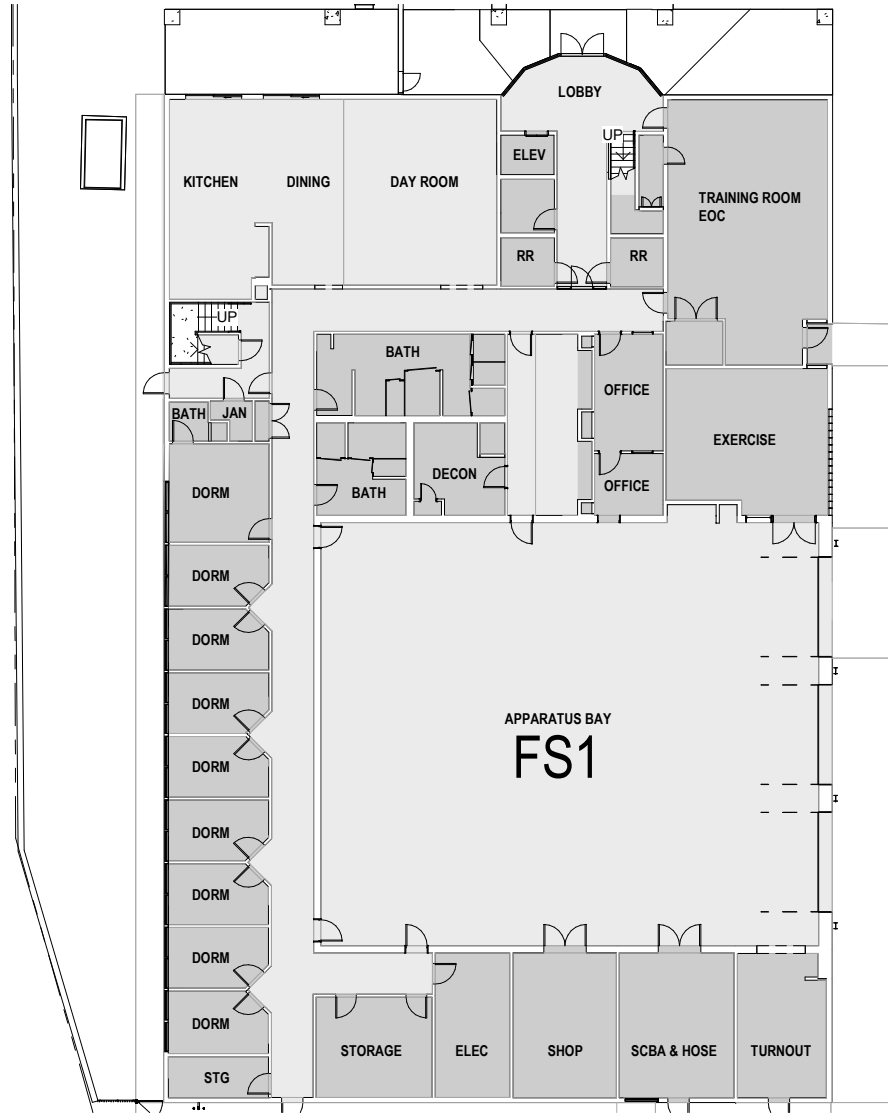 LOBBY
UP
ELEV
KITCHEN
DINING
DAY ROOM
TRAINING ROOM
EOC
RR
RR
UP
BATH
OFFICE
BATH
JAN
EXERCISE
DORM
DECON
BATH
OFFICE
DORM
DORM
DORM
APPARATUS BAY
FS1
DORM
DORM
DORM
DORM
DORM
STORAGE
ELEC
SHOP
SCBA & HOSE
TURNOUT
STG